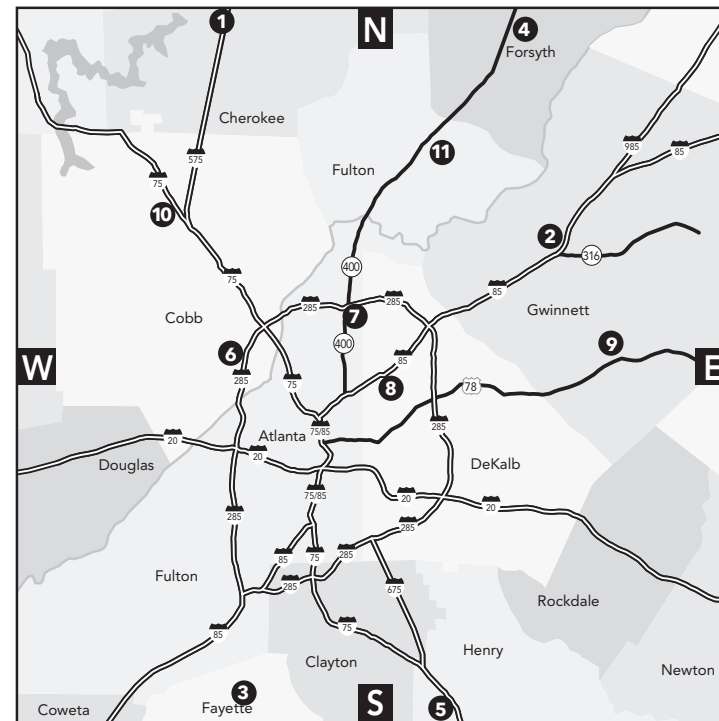 1
N
4
Forsyth
Cherokee
985
11
85
575
Fulton
75
10
2
316
400
75
285
285
85
Cobb
7
Gwinnett
6
400
9
W
285
75
85
8
78
E
75/85
285
20
Atlanta
20
Douglas
DeKalb
75/85
20
20
285
285
85
75
285
Fulton
285
675
Rockdale
85
75
Henry
Clayton
Newton
3
S
5
Coweta
Fayette